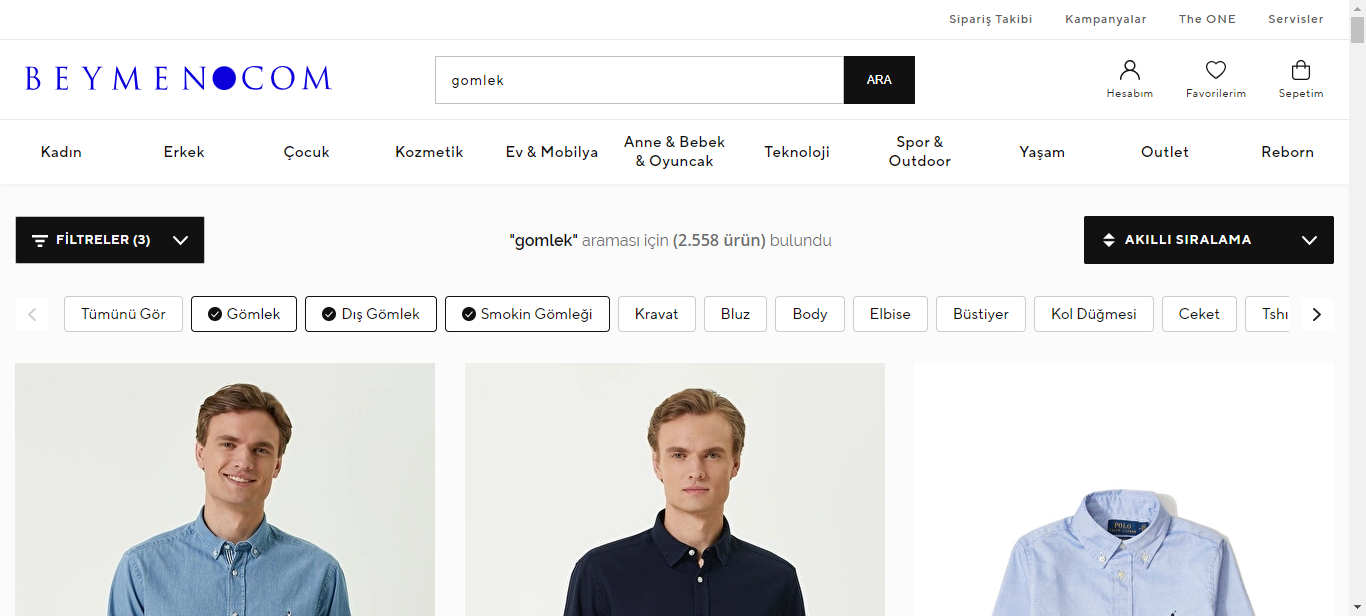 Sipariş Takibi Kampanyalar The ONE Servisler
BEYMEN COM
gomlek
ARA
Hesabım Favorilerim Sepetim
Kadın Erkek Çocuk Kozmetik Ev & Mobilya Anne & Bebek & Oyuncak Teknoloji Spor & Outdoor Yaşam Outlet Reborn
FİLTRELER (3)
"gomlek" araması için (2.558 ürün) bulundu
AKILLI SIRALAMA
Tümünü Gör Gömlek Dış Gömlek Smokin Gömleği Kravat Bluz Body Elbise Büstiyer Kol Düğmesi Ceket Tshı
POLO